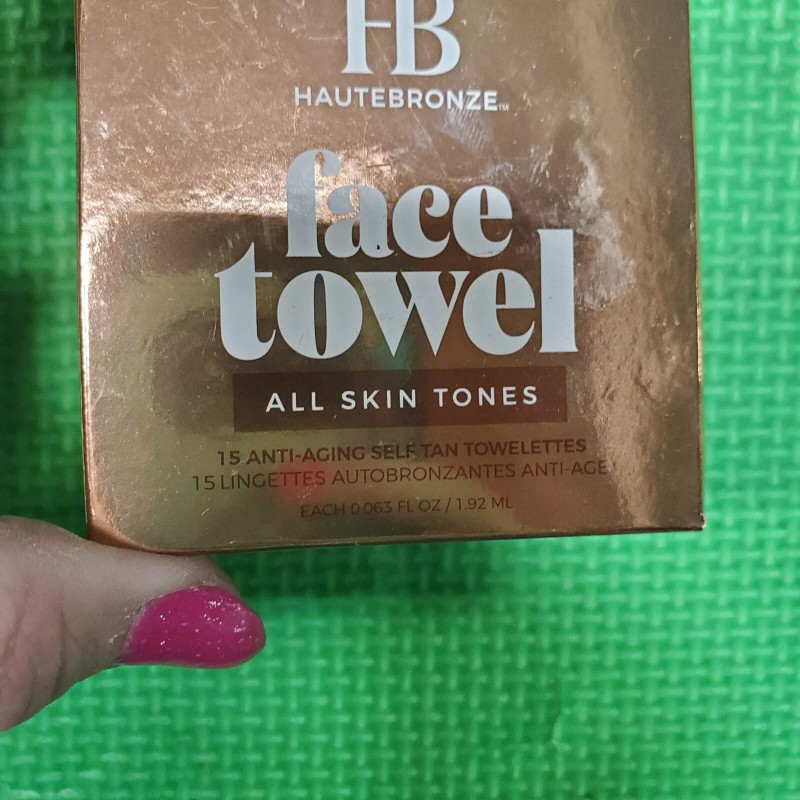 HB
HAUTEBRONZE™
face
towel
ALL SKIN TONES
15 ANTI-AGING SELF TAN TOWELETTES
15 LINGETTES AUTOBRONZANTES ANTI-AGE
EACH 0.063 FL OZ / 1.92 ML